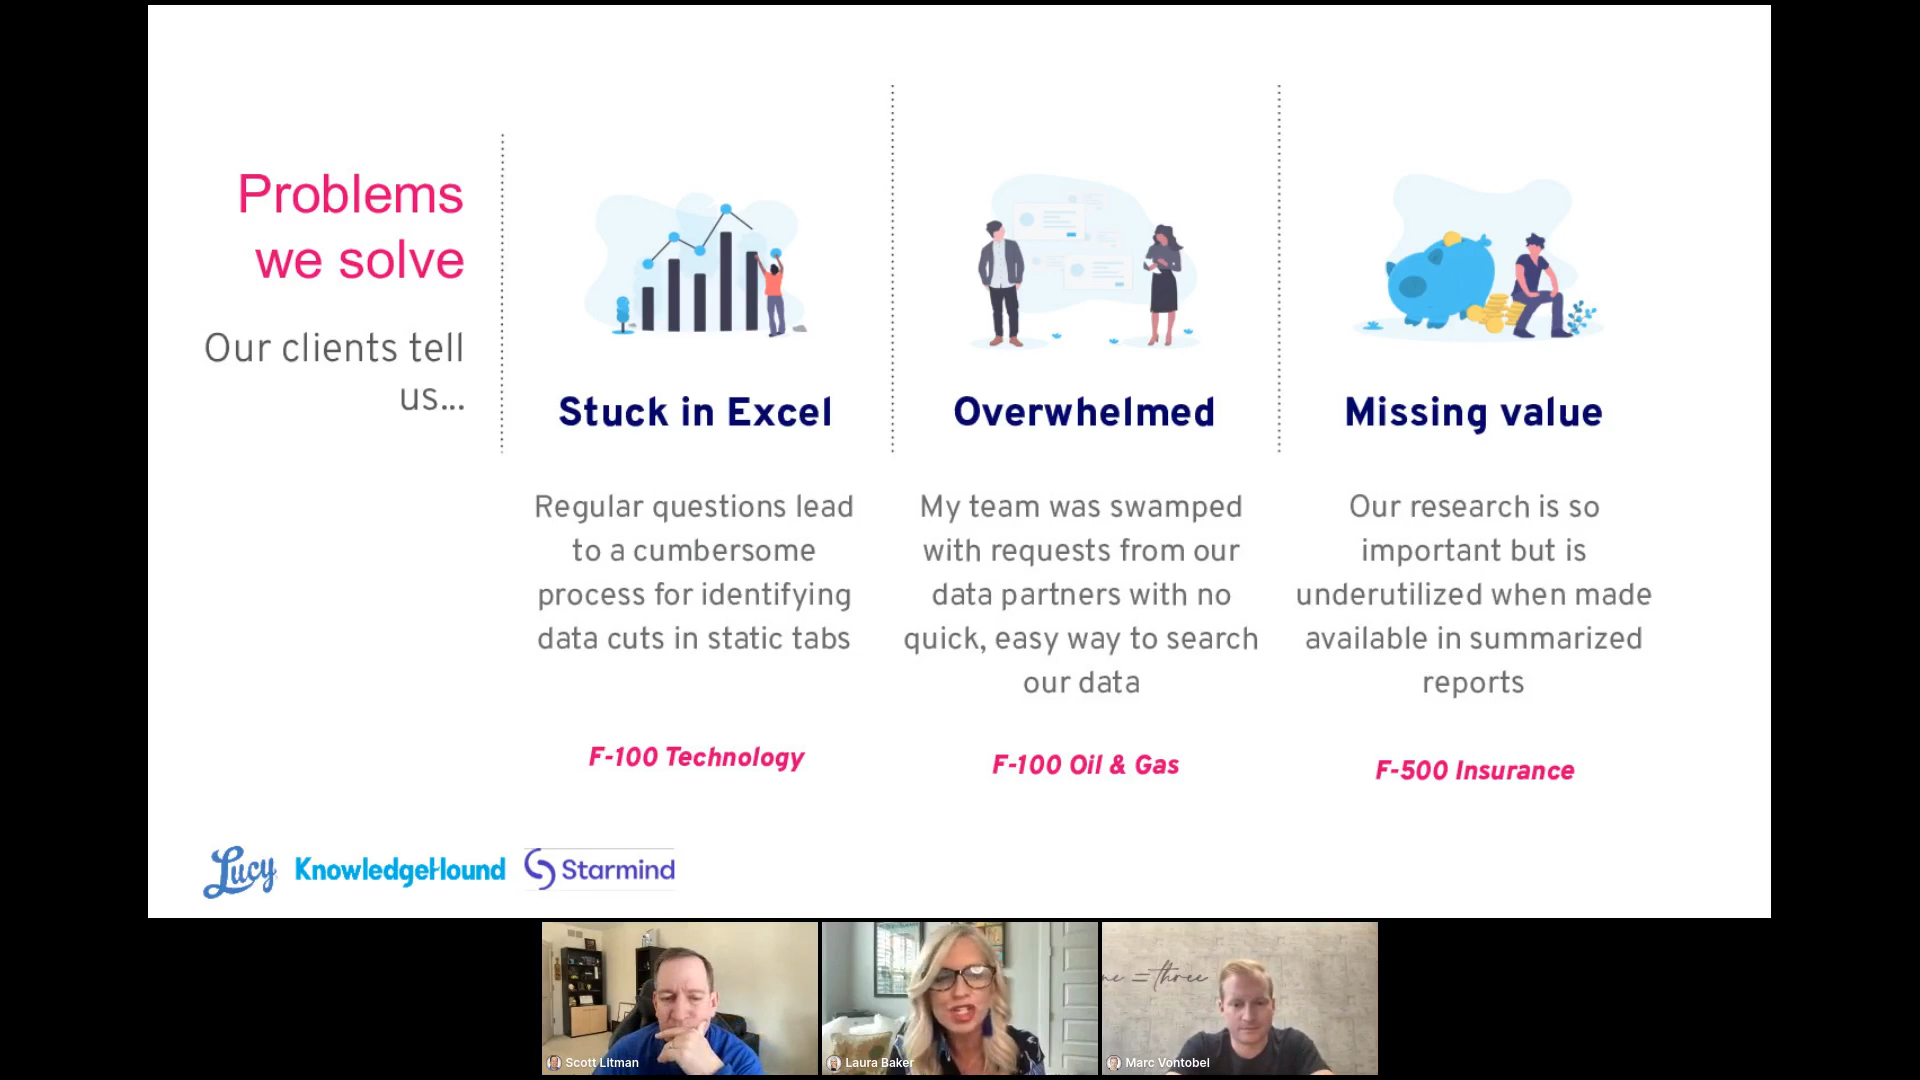 Problems
we solve
Our clients tell
us...
Stuck in Excel
Regular questions lead
to a cumbersome
process for identifying
data cuts in static tabs
F-100 Technology
Overwhelmed
My team was swamped
with requests from our
data partners with no
quick, easy way to search
our data
F-100 Oil & Gas
Missing value
Our research is so
important but is
underutilized when made
available in summarized
reports
F-500 Insurance
Lucy
KnowledgeHound
Starmind
=three
Scott Litman
Laura Baker
Marc Vontobel